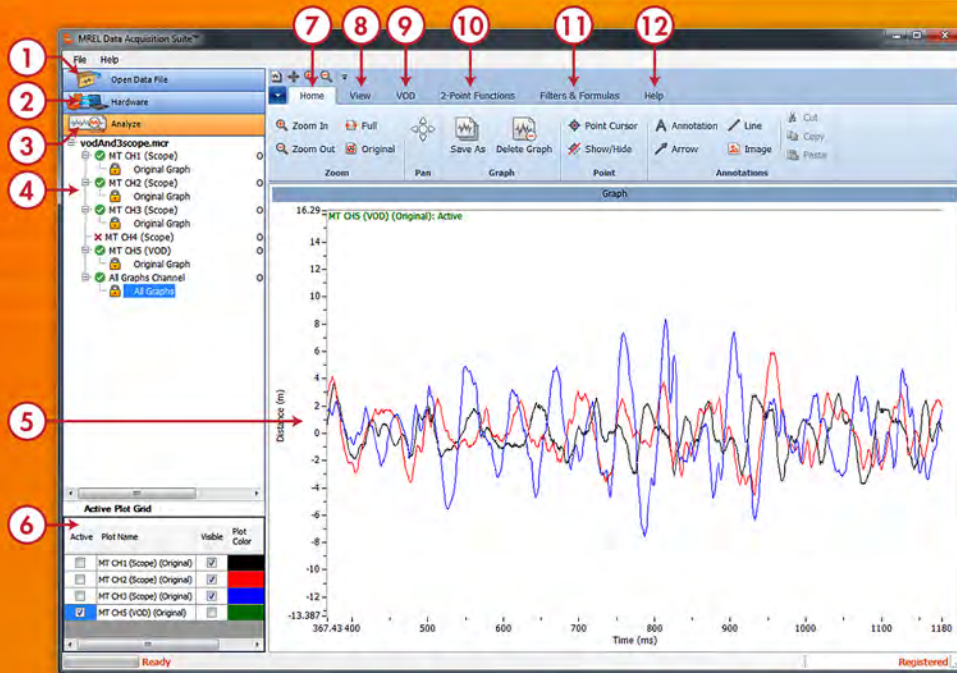 7 8 9 10 11 12
MREL Data Acquisition Suite™
File Help
1
Open Data File
2
Hardware
3
Analyze
Home View VOD 2-Point Functions Filters & Formulas Help
Zoom In Full Save As Delete Graph Point Cursor Annotation Line Cut
Zoom Out Original Show/Hide Arrow Image Copy
Paste
Zoom Pan Graph Point Annotations
4
vodAnd3scope.mcr
MT CH1 (Scope) O
Original Graph
MT CH2 (Scope) O
Original Graph
MT CH3 (Scope) O
Original Graph
MT CH4 (Scope) O
MT CH5 (VOD) O
Original Graph
All Graphs Channel O
All Graphs
Graph
MT CH5 (VOD) (Original): Active
16.29
14
12
10
8
6
4
2
0
-2
-4
-6
-8
-10
-12
-13.387
Distance (m)
5
367.43 400 500 600 700 800 900 1000 1100 1180
Time (ms)
6
Active Plot Grid
Active Plot Name Visible Plot Color
MT CH1 (Scope) (Original)
MT CH2 (Scope) (Original)
MT CH3 (Scope) (Original)
MT CH5 (VOD) (Original)
Ready Registered